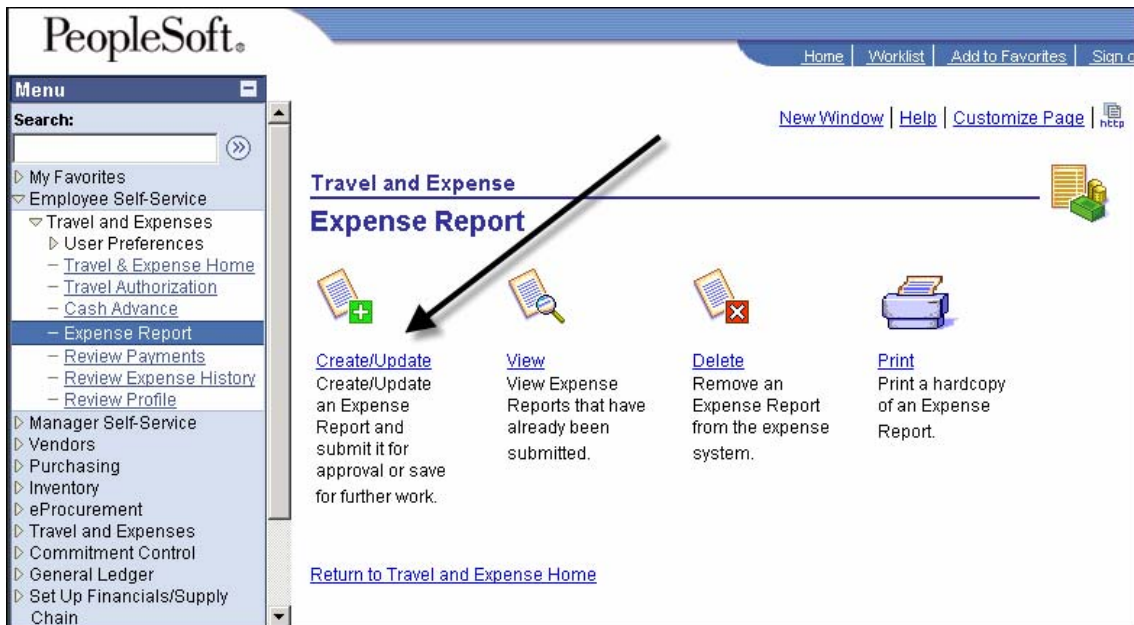 PeopleSoft.
Home | Worklist | Add to Favorites | Sign o
Menu
Search:
My Favorites
Employee Self-Service
Travel and Expenses
User Preferences
– Travel & Expense Home
– Travel Authorization
– Cash Advance
– Expense Report
– Review Payments
– Review Expense History
– Review Profile
Manager Self-Service
Vendors
Purchasing
Inventory
eProcurement
Travel and Expenses
Commitment Control
General Ledger
Set Up Financials/Supply
Chain
New Window | Help | Customize Page |
http
Travel and Expense
Expense Report
Create/Update
Create/Update
an Expense
Report and
submit it for
approval or save
for further work.
View
View Expense
Reports that have
already been
submitted.
Delete
Remove an
Expense Report
from the expense
system.
Print
Print a hardcopy
of an Expense
Report.
Return to Travel and Expense Home